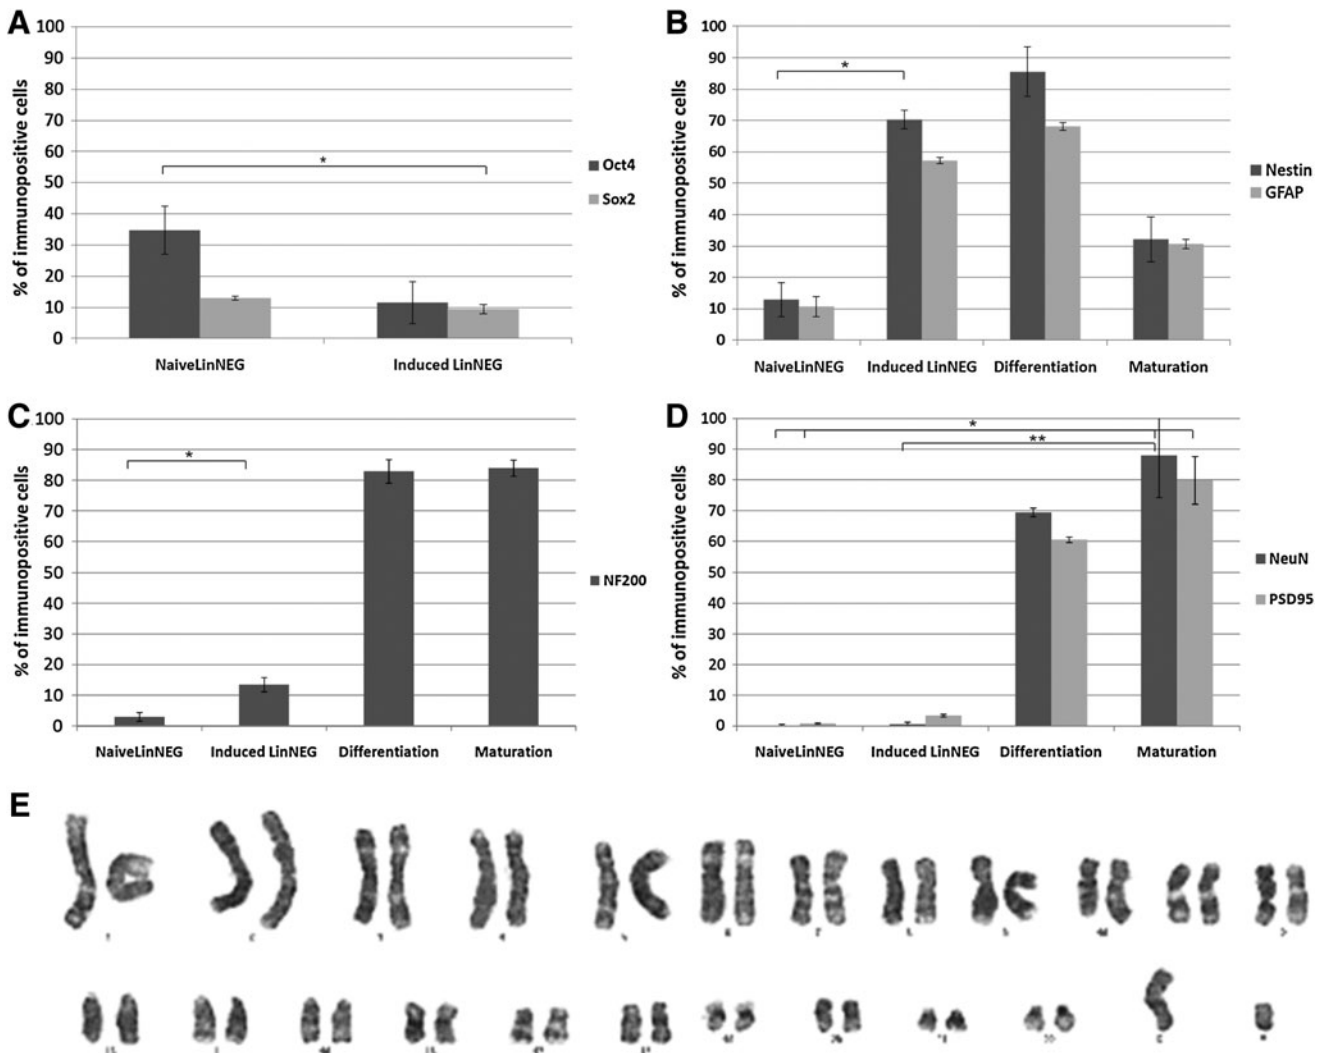 A
% of immunopositive cells
100
90
80
70
60
50
40
30
20
10
0
*
NaiveLinNEG
Induced LinNEG
Oct4
Sox2
B
% of immunopositive cells
100
90
80
70
60
50
40
30
20
10
0
*
NaiveLinNEG
Induced LinNEG
Differentiation
Maturation
Nestin
GFAP
C
% of immunopositive cells
100
90
80
70
60
50
40
30
20
10
0
*
NaiveLinNEG
Induced LinNEG
Differentiation
Maturation
NF200
D
% of immunopositive cells
100
90
80
70
60
50
40
30
20
10
0
*
**
NaiveLinNEG
Induced LinNEG
Differentiation
Maturation
NeuN
PSD95
E